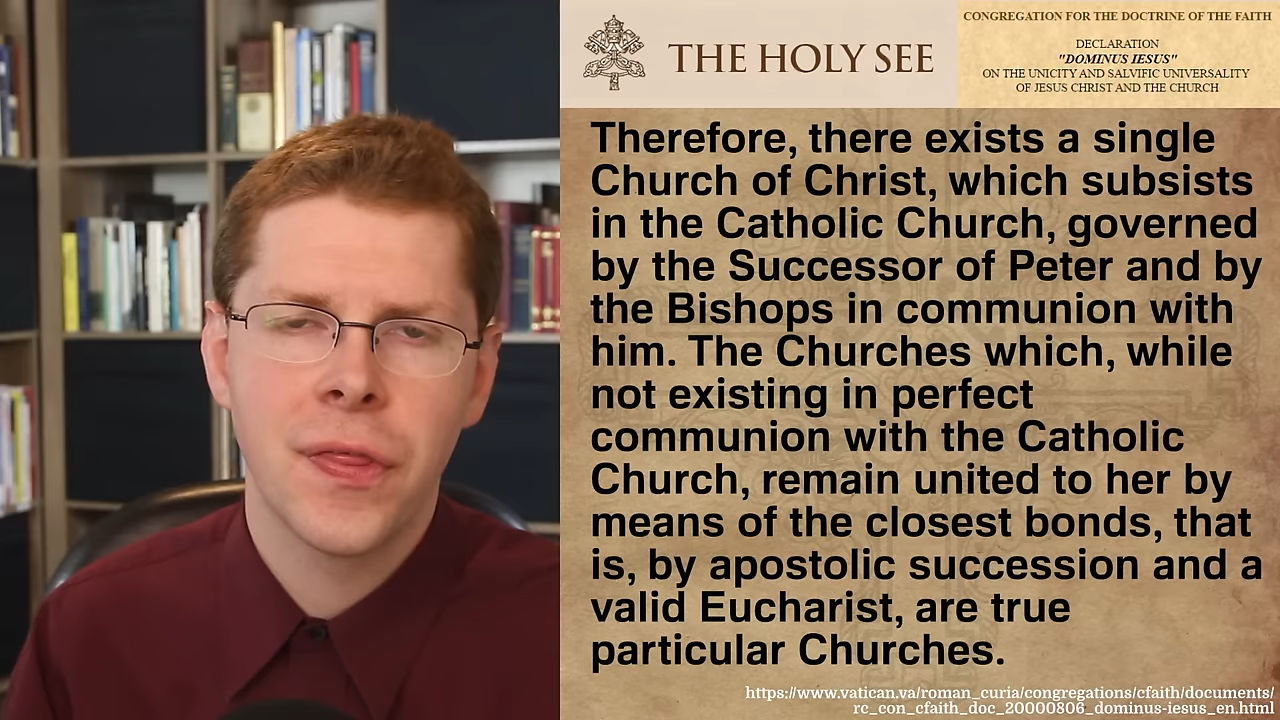 THE HOLY SEE
CONGREGATION FOR THE DOCTRINE OF THE FAITH
DECLARATION
"DOMINUS IESUS"
ON THE UNICITY AND SALVIFIC UNIVERSALITY
OF JESUS CHRIST AND THE CHURCH
Therefore, there exists a single
Church of Christ, which subsists
in the Catholic Church, governed
by the Successor of Peter and by
the Bishops in communion with
him. The Churches which, while
not existing in perfect
communion with the Catholic
Church, remain united to her by
means of the closest bonds, that
is, by apostolic succession and a
valid Eucharist, are true
particular Churches.
https://www.vatican.va/roman_curia/congregations/cfaith/documents/
rc_con_cfaith_doc_20000806_dominus-iesus_en.html